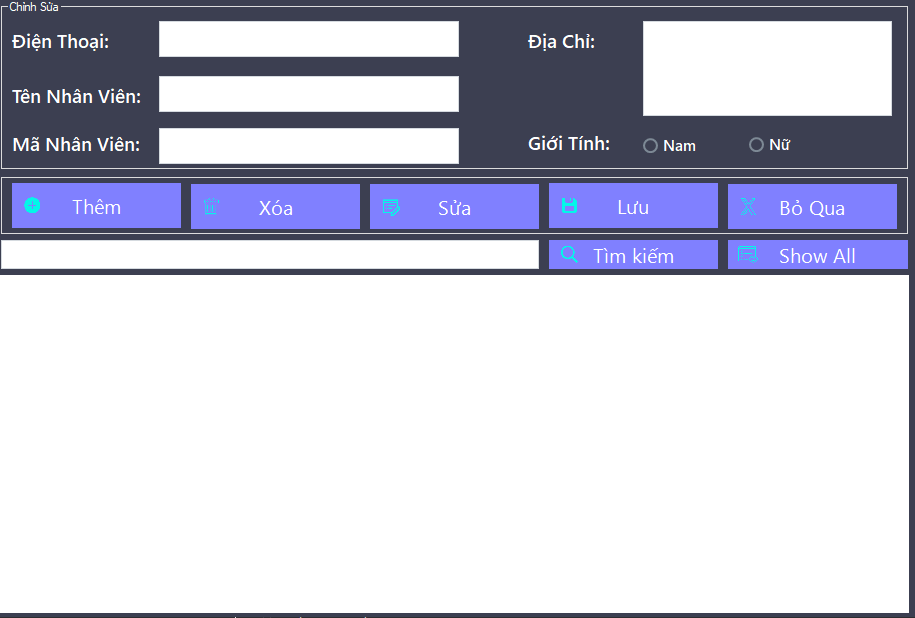 Chỉnh Sửa
Điện Thoại:
Địa Chỉ:
Tên Nhân Viên:
Mã Nhân Viên:
Giới Tính:
Nam
Nữ
Thêm
Xóa
Sửa
Lưu
Bỏ Qua
Tìm kiếm
Show All